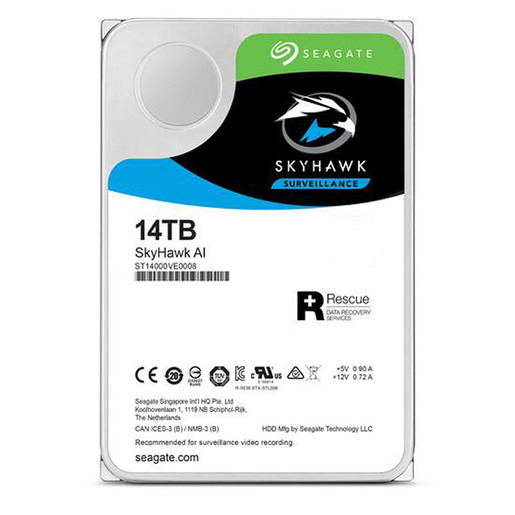 SEAGATE
SKYHAWK
SURVEILLANCE
14TB
SkyHawk AI
ST14000VE0008
Rescue
DATA RECOVERY
SERVICES
+5V 0.90 A
+12V 0.72 A
Seagate Singapore Int'l HQ Pte. Ltd
Koolhovenlaan 1, 1119 NB Schiphol-Rijk,
The Netherlands
CAN ICES-3 (B) / NMB-3 (B)
HDD Mfg by Seagate Technology LLC
Recommended for surveillance video recording.
seagate.com